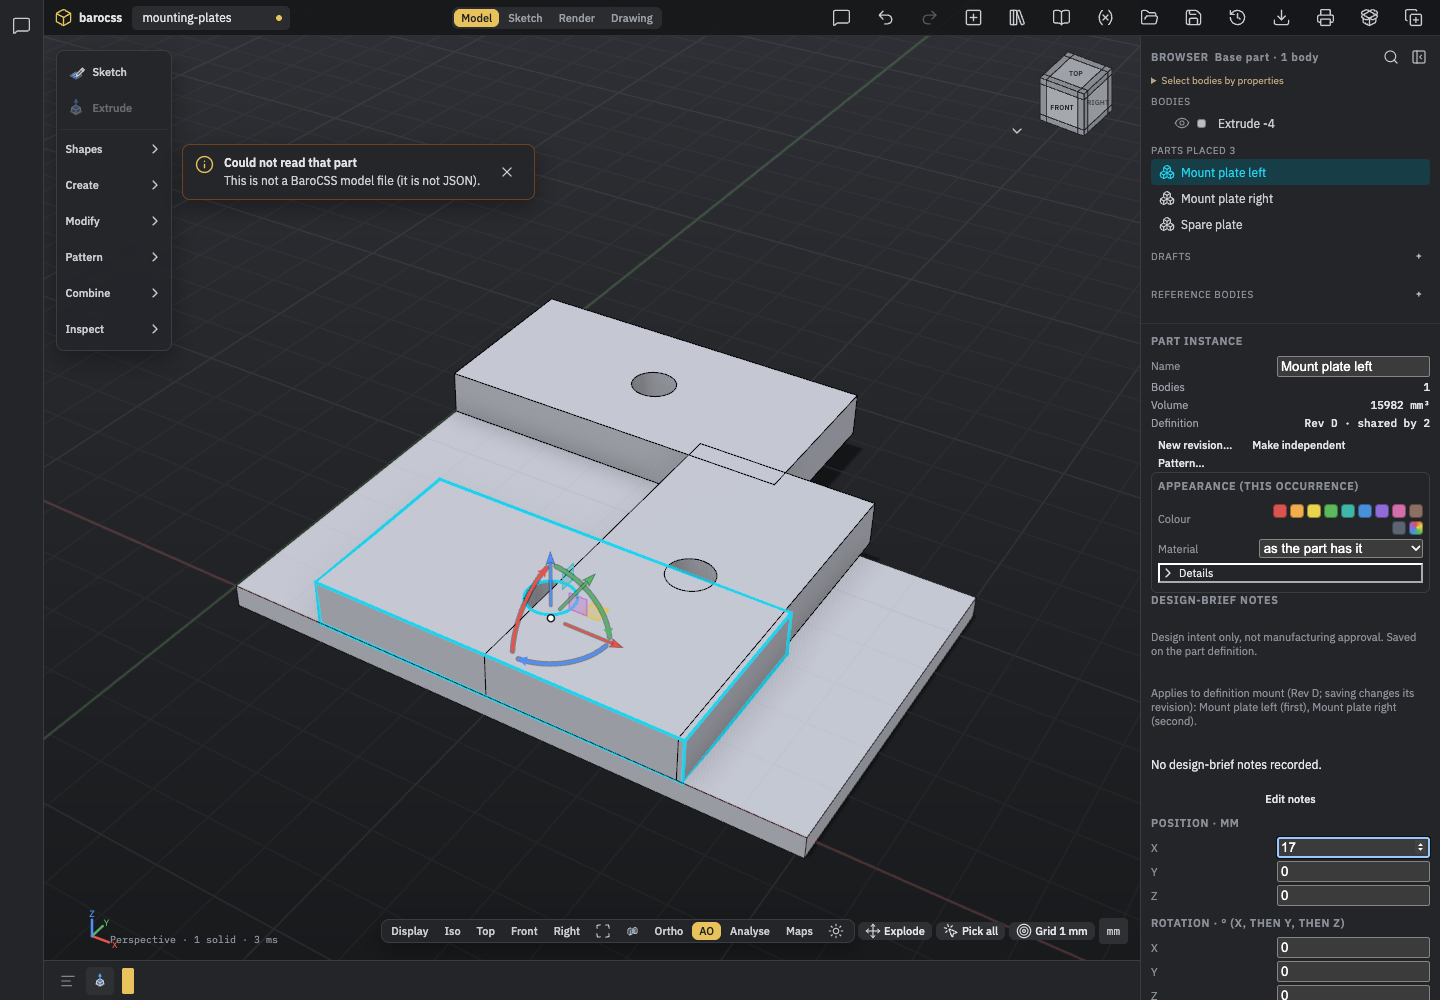 barocss
mounting-plates
Model
Sketch
Render
Drawing
Sketch
Extrude
Shapes
Create
Modify
Pattern
Combine
Inspect
Could not read that part
This is not a BaroCSS model file (it is not JSON).
TOP
FRONT
RIGHT
BROWSER Base part · 1 body
Select bodies by properties
BODIES
Extrude -4
PARTS PLACED 3
Mount plate left
Mount plate right
Spare plate
DRAFTS
REFERENCE BODIES
PART INSTANCE
Name Mount plate left
Bodies 1
Volume 15982 mm³
Definition Rev D · shared by 2
New revision... Make independent
Pattern...
APPEARANCE (THIS OCCURRENCE)
Colour
Material as the part has it
Details
DESIGN-BRIEF NOTES
Design intent only, not manufacturing approval. Saved
on the part definition.
Applies to definition mount (Rev D; saving changes its
revision): Mount plate left (first), Mount plate right
(second).
No design-brief notes recorded.
Edit notes
POSITION · MM
X 17
Y 0
Z 0
ROTATION · ° (X, THEN Y, THEN Z)
X 0
Y 0
Z 0
Z
Y
X
Perspective · 1 solid · 3 ms
Display Iso Top Front Right Ortho AO Analyse Maps Explode Pick all Grid 1 mm mm